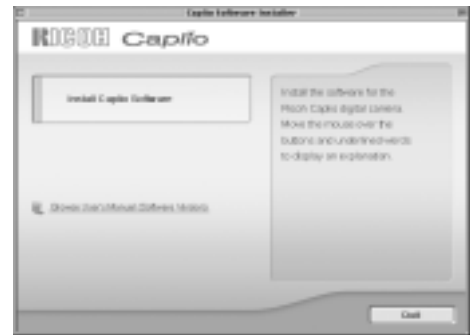 Caplio Software Installer
RICOH Caplio
Install Caplio Software
Install the software for the
Ricoh Caplio digital camera.
Move the mouse over the
buttons and underlined words
to display an explanation.
Browse User's Manual (Software Version)
Quit